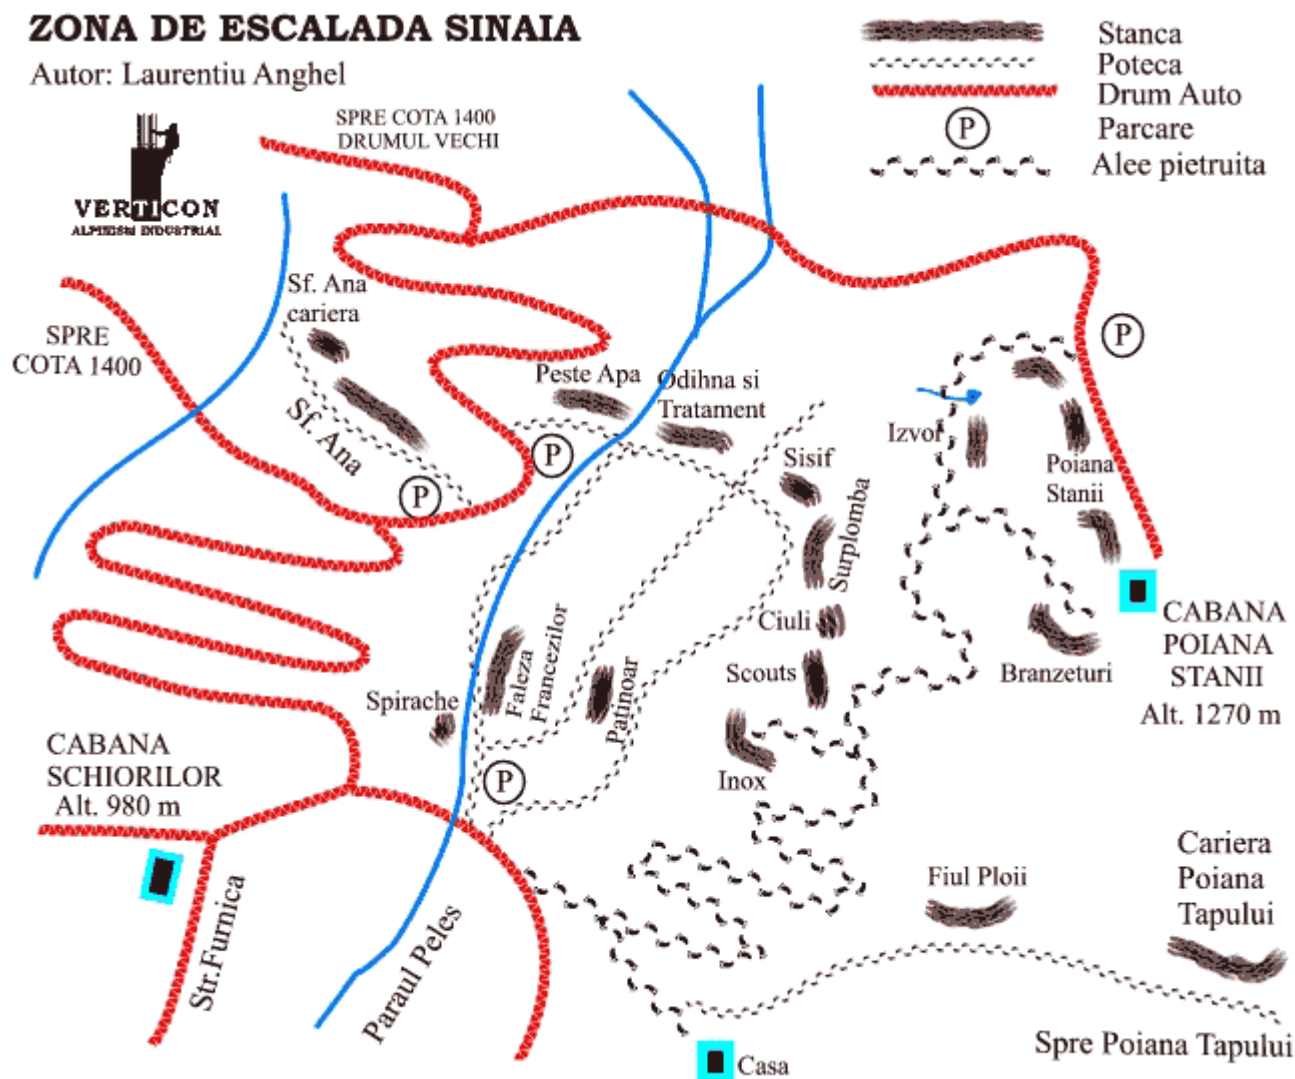 ZONA DE ESCALADA SINAIA
Autor: Laurentiu Anghel
VERTICON
ALPINISM INDUSTRIAL
Stanca
Poteca
Drum Auto
P
Parcare
Alee pietruita
SPRE COTA 1400
DRUMUL VECHI
Sf. Ana
cariera
SPRE
COTA 1400
Sf. Ana
P
P
Peste Apa
Odihna si
Tratament
P
Izvor
Poiana
Stanii
Sisif
Surplomba
Ciuli
Scouts
Inox
Branzeturi
CABANA
POIANA
STANII
Alt. 1270 m
Faleza
Francezilor
Patinoar
Spirache
P
CABANA
SCHIORILOR
Alt. 980 m
Str.Furnica
Paraul Peles
Fiul Ploii
Cariera
Poiana
Tapului
Spre Poiana Tapului
Casa